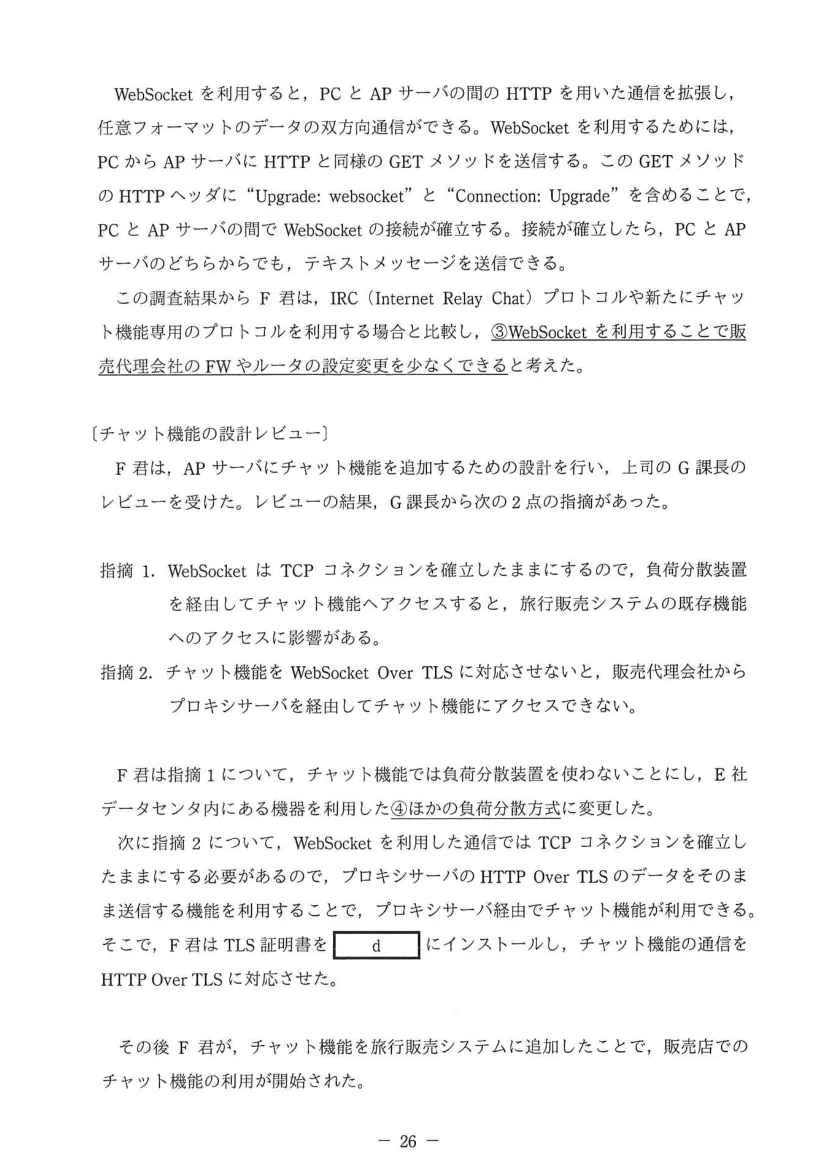 WebSocket を利用すると，PC と AP サーバの間の HTTP を用いた通信を拡張し，
任意フォーマットのデータの双方向通信ができる。WebSocket を利用するためには，
PC から AP サーバに HTTP と同様の GET メソッドを送信する。この GET メソッド
の HTTP ヘッダに“Upgrade: websocket”と“Connection: Upgrade”を含めることで，
PC と AP サーバの間で WebSocket の接続が確立する。接続が確立したら，PC と AP
サーバのどちらからでも，テキストメッセージを送信できる。
この調査結果から F 君は，IRC（Internet Relay Chat）プロトコルや新たにチャッ
ト機能専用のプロトコルを利用する場合と比較し，③WebSocket を利用することで販
売代理会社の FW やルータの設定変更を少なくできると考えた。
〔チャット機能の設計レビュー〕
F 君は，AP サーバにチャット機能を追加するための設計を行い，上司の G 課長の
レビューを受けた。レビューの結果，G 課長から次の 2 点の指摘があった。
指摘 1．WebSocket は TCP コネクションを確立したままにするので，負荷分散装置
を経由してチャット機能へアクセスすると，旅行販売システムの既存機能
へのアクセスに影響がある。
指摘 2．チャット機能を WebSocket Over TLS に対応させないと，販売代理会社から
プロキシサーバを経由してチャット機能にアクセスできない。
F 君は指摘 1 について，チャット機能では負荷分散装置を使わないことにし，E 社
データセンタ内にある機器を利用した④ほかの負荷分散方式に変更した。
次に指摘 2 について，WebSocket を利用した通信では TCP コネクションを確立し
たままにする必要があるので，プロキシサーバの HTTP Over TLS のデータをそのま
ま送信する機能を利用することで，プロキシサーバ経由でチャット機能が利用できる。
そこで，F 君は TLS 証明書を d にインストールし，チャット機能の通信を
HTTP Over TLS に対応させた。
その後 F 君が，チャット機能を旅行販売システムに追加したことで，販売店での
チャット機能の利用が開始された。
－ 26 －